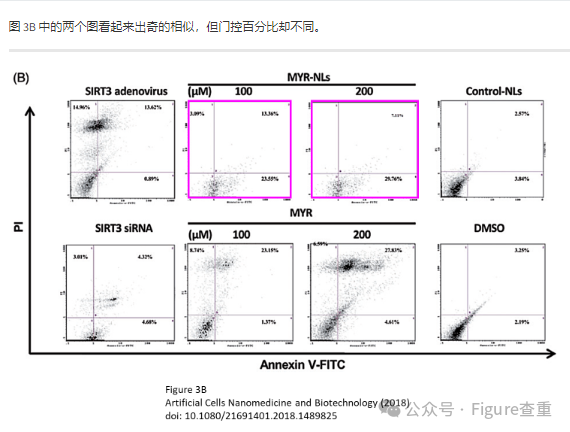 图 3B 中的两个图看起来出奇的相似，但门控百分比却不同。
(B)
MYR-NLs
SIRT3 adenovirus (μM) 100 200 Control-NLs
14.96% 13.62% 3.09% 13.36% 7.11% 2.57%
0.89% 23.55% 29.76% 3.84%
PI
MYR
SIRT3 siRNA (μM) 100 200 DMSO
3.01% 4.32% 8.74% 23.15% 6.59% 27.83% 3.25%
4.68% 1.37% 4.61% 2.19%
Annexin V-FITC
Figure 3B
Artificial Cells Nanomedicine and Biotechnology (2018)
doi: 10.1080/21691401.2018.1489825
公众号 · Figure查重